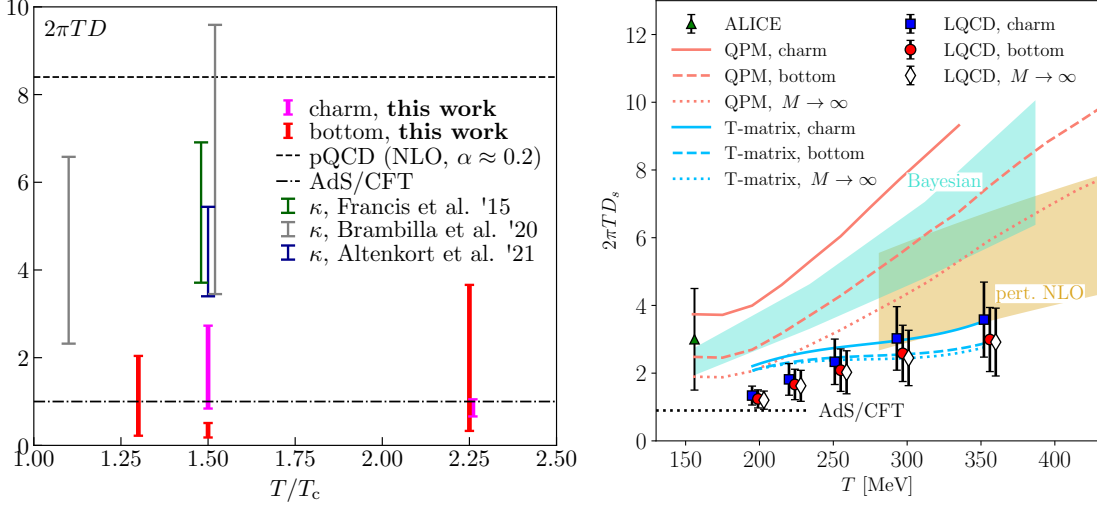 2πTD
10
8
6
4
2
0
charm, this work
bottom, this work
pQCD (NLO, α ≈ 0.2)
AdS/CFT
κ, Francis et al. '15
κ, Brambilla et al. '20
κ, Altenkort et al. '21
1.00 1.25 1.50 1.75 2.00 2.25 2.50
T/Tc
2πTDs
12
10
8
6
4
2
0
ALICE
QPM, charm
QPM, bottom
QPM, M → ∞
T-matrix, charm
T-matrix, bottom
T-matrix, M → ∞
LQCD, charm
LQCD, bottom
LQCD, M → ∞
Bayesian
pert. NLO
AdS/CFT
150 200 250 300 350 400
T [MeV]